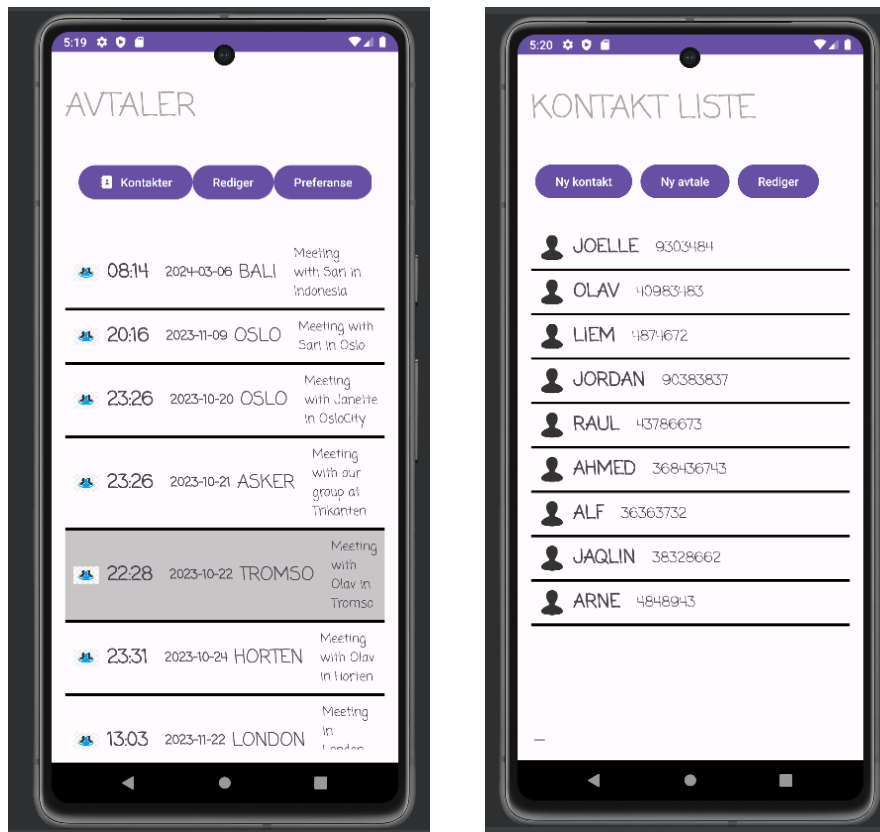 5:19
AVTALER
Kontakter Rediger Preferanse
08:14 2024-03-06 BALI Meeting
with Sari in
Indonesia
20:16 2023-11-09 OSLO Meeting with
Sari in Oslo
23:26 2023-10-20 OSLO Meeting
with Janette
in OsloCity
23:26 2023-10-21 ASKER Meeting
with our
group at
Trikanten
22:28 2023-10-22 TROMSO Meeting
with
Olav in
Tromso
23:31 2023-10-24 HORTEN Meeting
with Olav
in Horten
13:03 2023-11-22 LONDON Meeting
in
London
5:20
KONTAKT LISTE
Ny kontakt Ny avtale Rediger
JOELLE 9303484
OLAV 40983483
LIEM 4874672
JORDAN 90383837
RAUL 43786673
AHMED 368436743
ALF 36363732
JAQLIN 38328662
ARNE 4848943